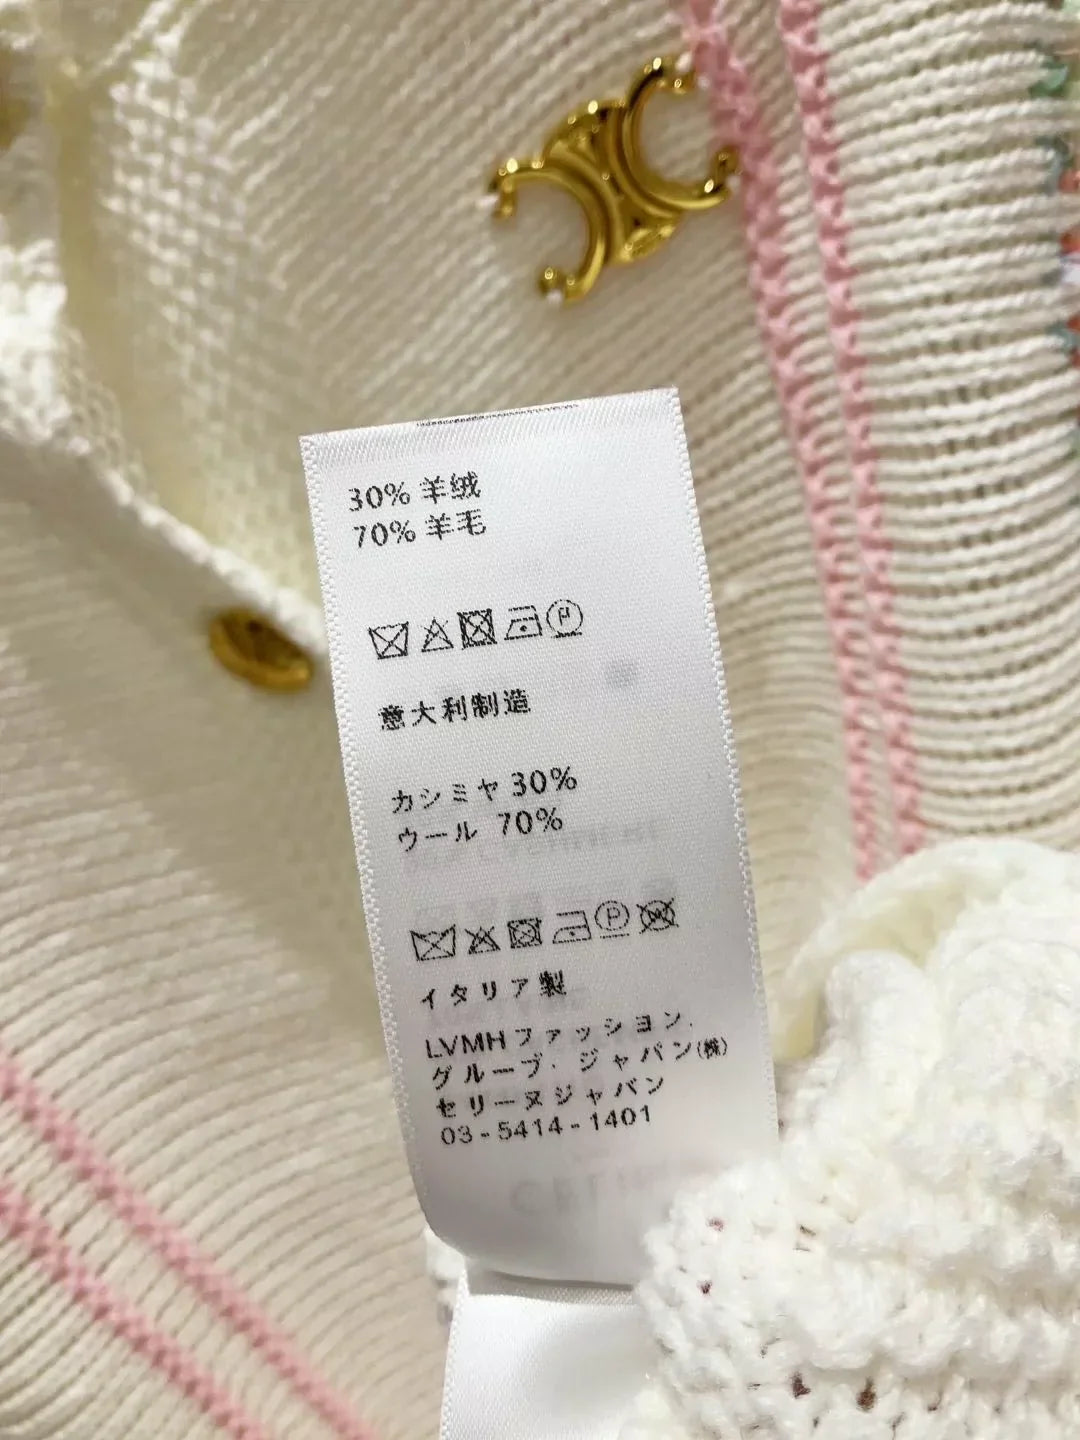 30% 羊绒
70% 羊毛
意大利制造
カシミヤ 30%
ウール 70%
イタリア製
LVMHファッション.
グループ・ジャパン(株)
セリーヌジャパン
03-5414-1401